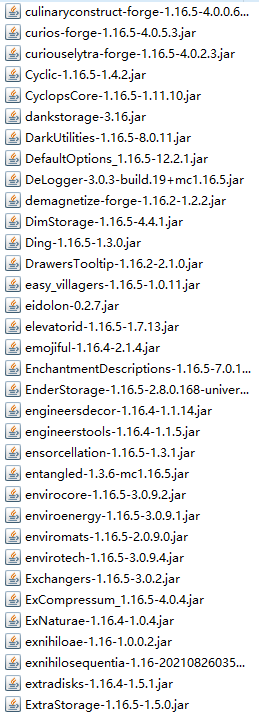 culinaryconstruct-forge-1.16.5-4.0.0.6...
curios-forge-1.16.5-4.0.5.3.jar
curiouselytra-forge-1.16.5-4.0.2.3.jar
Cyclic-1.16.5-1.4.2.jar
CyclopsCore-1.16.5-1.11.10.jar
dankstorage-3.16.jar
DarkUtilities-1.16.5-8.0.11.jar
DefaultOptions_1.16.5-12.2.1.jar
DeLogger-3.0.3-build.19+mc1.16.5.jar
demagnetize-forge-1.16.2-1.2.2.jar
DimStorage-1.16.5-4.4.1.jar
Ding-1.16.5-1.3.0.jar
DrawersTooltip-1.16.2-2.1.0.jar
easy_villagers-1.16.5-1.0.11.jar
eidolon-0.2.7.jar
elevatorid-1.16.5-1.7.13.jar
emojiful-1.16.4-2.1.4.jar
EnchantmentDescriptions-1.16.5-7.0.1...
EnderStorage-1.16.5-2.8.0.168-univer...
engineersdecor-1.16.4-1.1.14.jar
engineerstools-1.16.4-1.1.5.jar
ensorcellation-1.16.5-1.3.1.jar
entangled-1.3.6-mc1.16.5.jar
envirocore-1.16.5-3.0.9.2.jar
enviroenergy-1.16.5-3.0.9.1.jar
enviromats-1.16.5-2.0.9.0.jar
envirotech-1.16.5-3.0.9.4.jar
Exchangers-1.16.5-3.0.2.jar
ExCompressum_1.16.5-4.0.4.jar
ExNaturae-1.16.4-1.0.4.jar
exnihiloae-1.16-1.0.0.2.jar
exnihilosequentia-1.16-20210826035...
extradisks-1.16.4-1.5.1.jar
ExtraStorage-1.16.5-1.5.0.jar